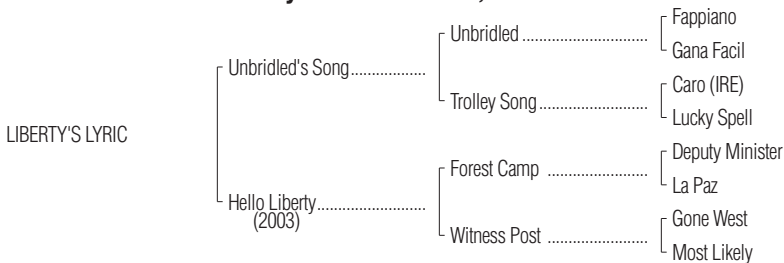 Fappiano
Unbridled ..............................
Gana Facil
Unbridled's Song..................
Caro (IRE)
Trolley Song..........................
Lucky Spell
LIBERTY'S LYRIC
Deputy Minister
Forest Camp ........................
La Paz
Hello Liberty..........................
(2003)
Gone West
Witness Post ........................
Most Likely